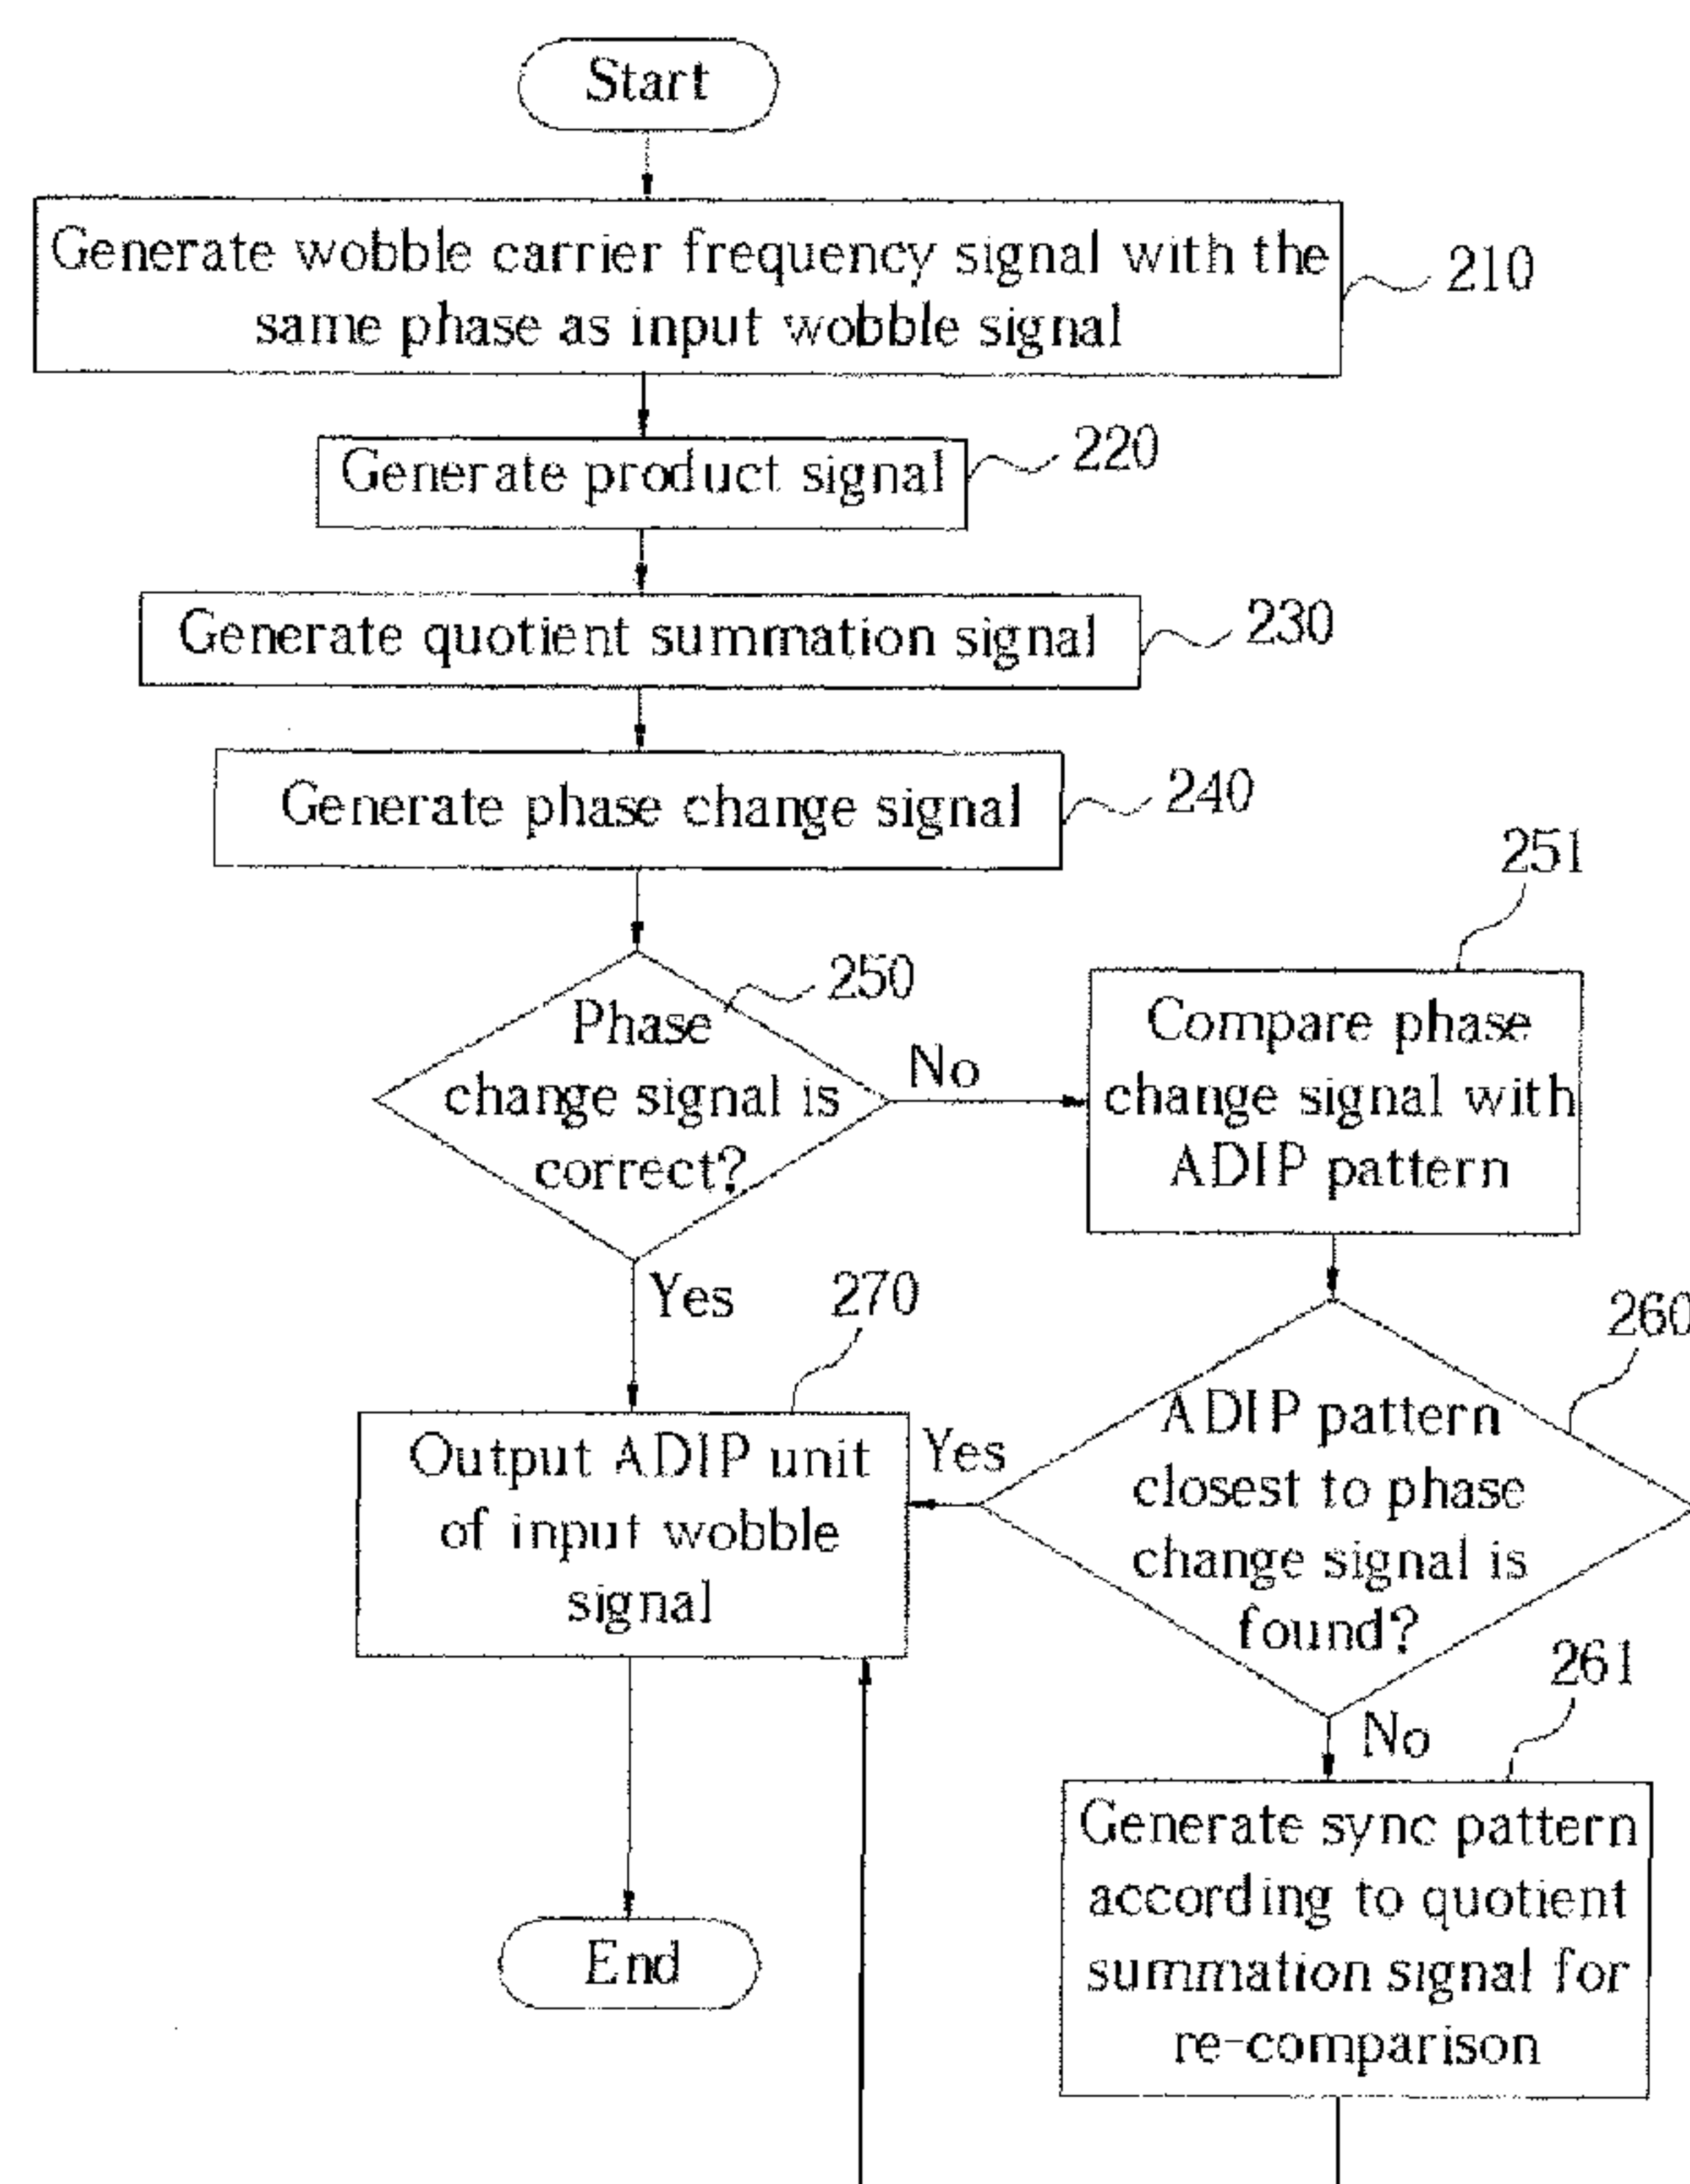 Start
Generate wobble carrier frequency signal with the
same phase as input wobble signal
210
Generate product signal
220
Generate quotient summation signal
230
Generate phase change signal
240
251
250
Phase
change signal is
correct?
No
Compare phase
change signal with
ADIP pattern
Yes
270
260
Output ADIP unit
of input wobble
signal
Yes
ADIP pattern
closest to phase
change signal is
found?
261
No
Generate sync pattern
according to quotient
summation signal for
re-comparison
End